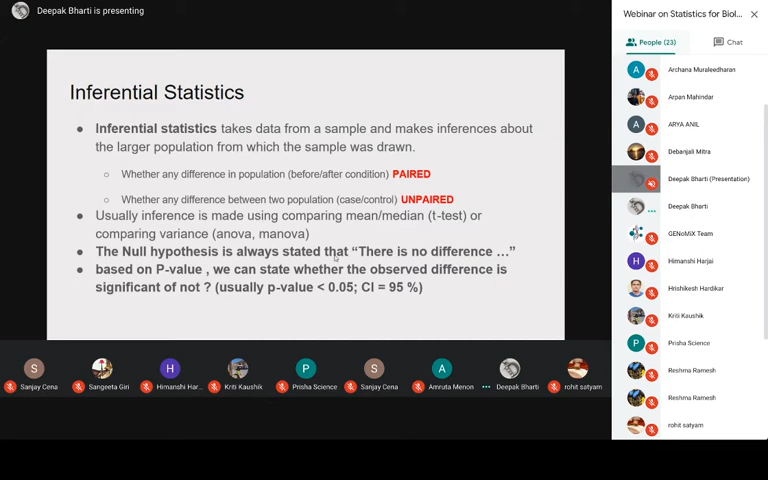 Deepak Bharti is presenting
Inferential Statistics
Inferential statistics takes data from a sample and makes inferences about
the larger population from which the sample was drawn.
Whether any difference in population (before/after condition) PAIRED
Whether any difference between two population (case/control) UNPAIRED
Usually inference is made using comparing mean/median (t-test) or
comparing variance (anova, manova)
The Null hypothesis is always stated that “There is no difference ...”
based on P-value , we can state whether the observed difference is
significant of not ? (usually p-value < 0.05; CI = 95 %)
S
H
P
S
A
Sanjay Cena
Sangeeta Giri
Himanshi Har...
Kriti Kaushik
Prisha Science
Sanjay Cena
Amruta Menon
Deepak Bharti
rohit satyam
Webinar on Statistics for Biol...
People (23)
Chat
A
Archana Muraleedharan
Arpan Mahindar
A
ARYA ANIL
Debanjali Mitra
Deepak Bharti (Presentation)
Deepak Bharti
GENoMiX Team
H
Himanshi Harjai
Hrishikesh Hardikar
Kriti Kaushik
P
Prisha Science
Reshma Ramesh
Reshma Ramesh
rohit satyam